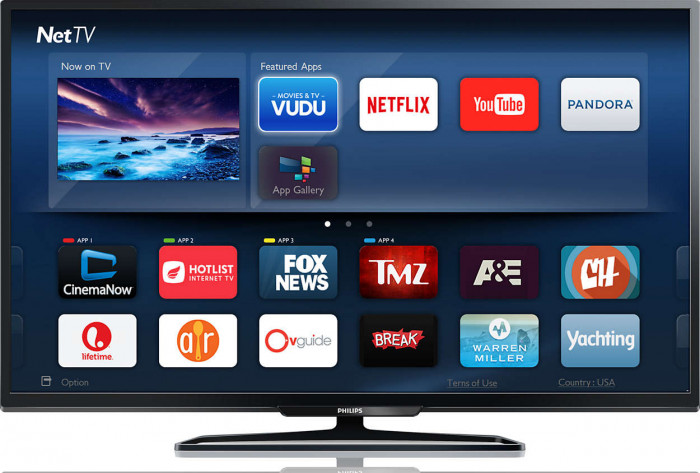 NetTV
Now on TV
Featured Apps
– MOVIES & TV –
VUDU
NETFLIX
YouTube
PANDORA
App Gallery
APP 1
APP 2
APP 3
APP 4
CinemaNow
HOTLIST
INTERNET TV
FOX
NEWS
TMZ
A&E
CH
lifetime.
air
OVguide
BREAK
WARREN
MILLER
Yachting
Option
Terms of Use
Country : USA
PHILIPS